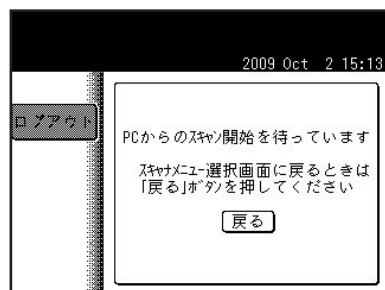 2009 Oct 2 15:13
ログアウト
PCからのｽｷｬﾝ開始を待っています
ｽｷｬﾅﾒﾆｭｰ選択画面に戻るときは
「戻る」ﾎﾞﾀﾝを押してください
戻る